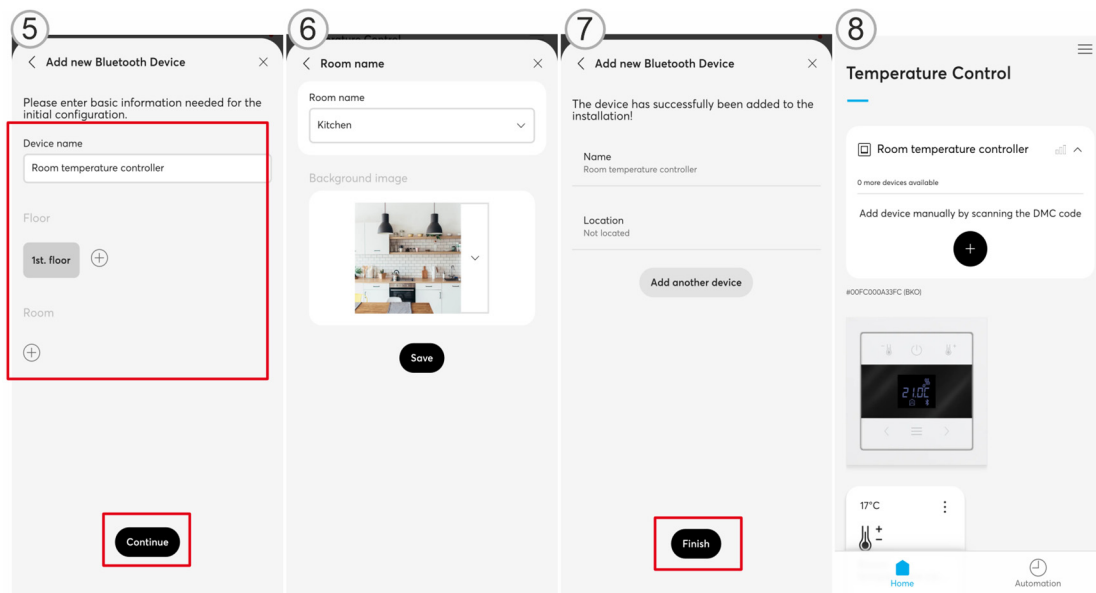 5
Add new Bluetooth Device
Please enter basic information needed for the
initial configuration.
Device name
Room temperature controller
Floor
1st. floor
Room
Continue
6
Room name
Room name
Kitchen
Background image
Save
7
Add new Bluetooth Device
The device has successfully been added to the
installation!
Name
Room temperature controller
Location
Not located
Add another device
Finish
8
Temperature Control
Room temperature controller
0 more devices available
Add device manually by scanning the DMC code
#00FC000A33FC (BKO)
21.0C
17°C
Home
Automation